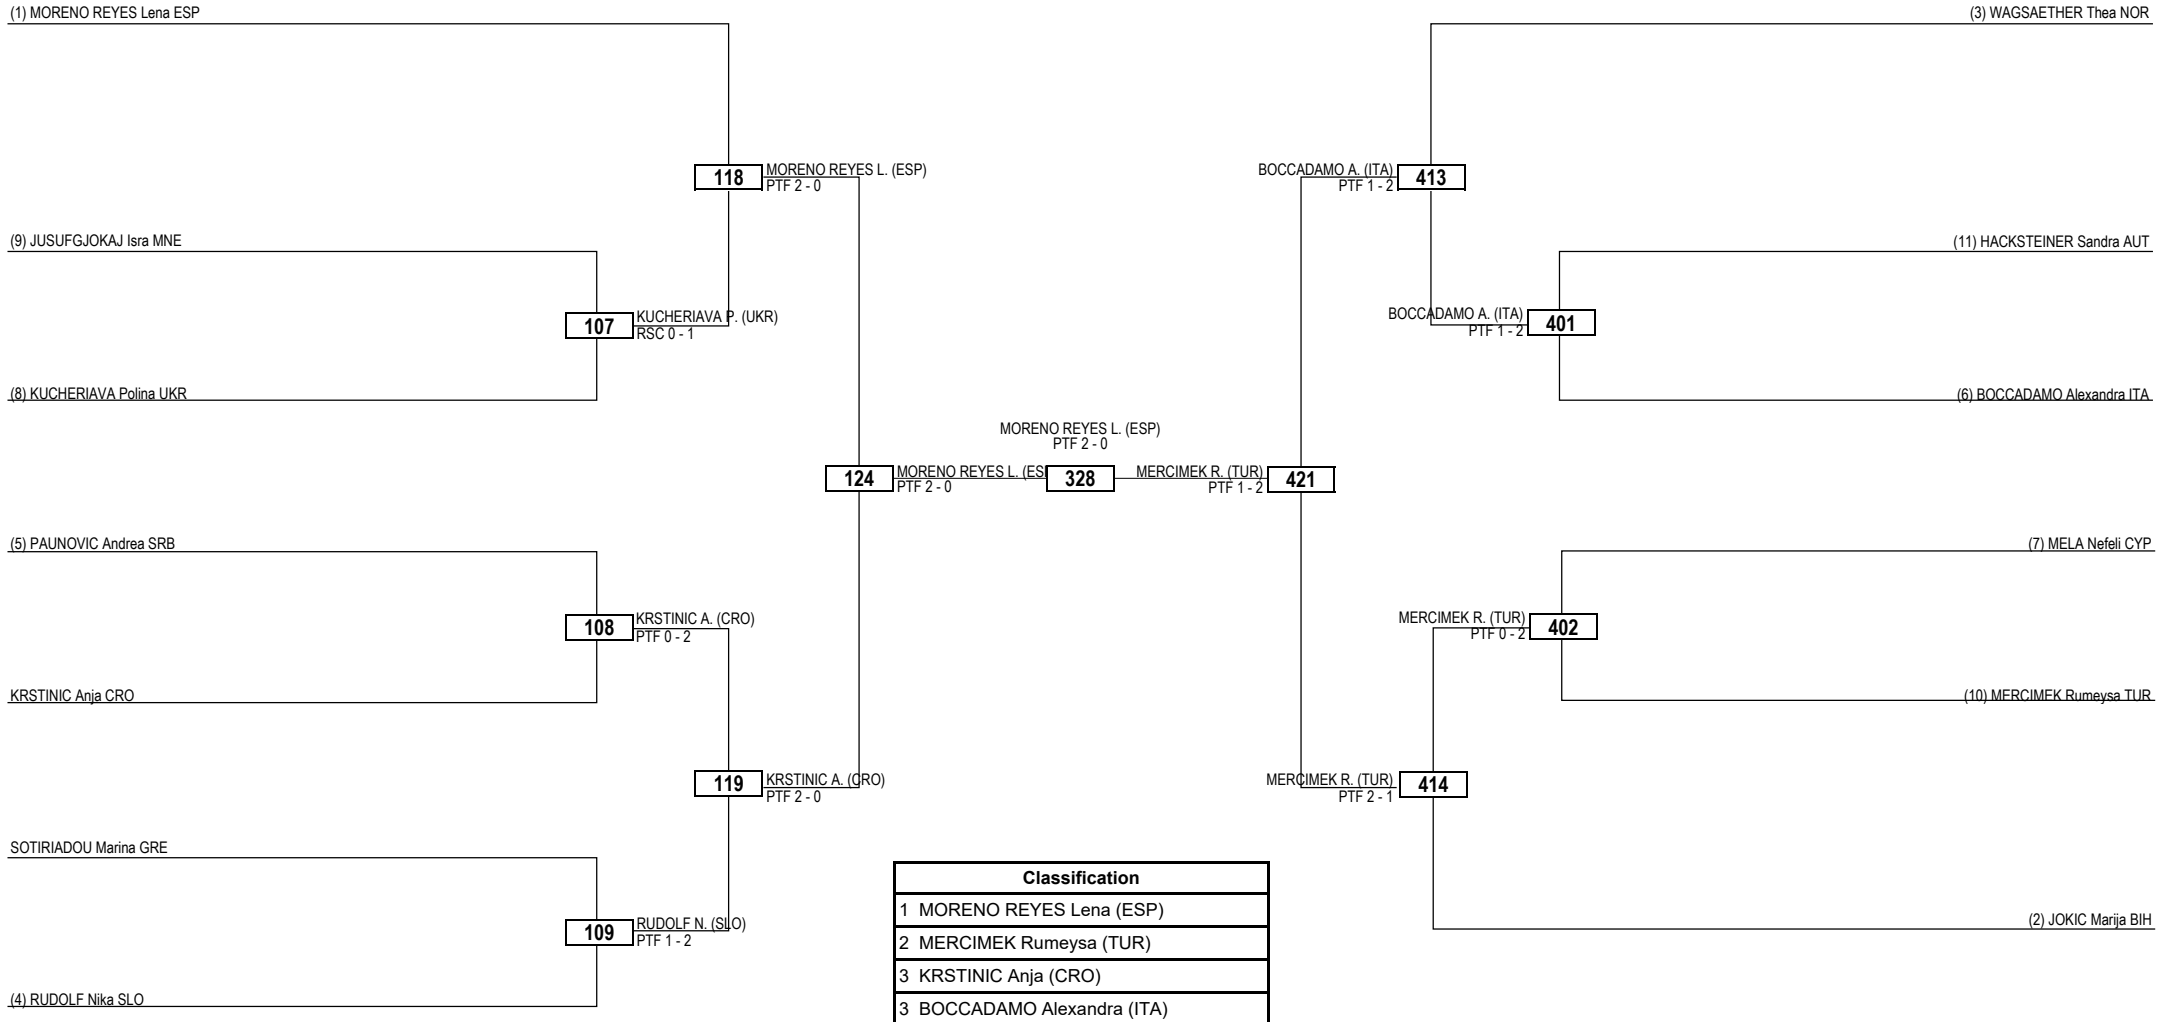 (1) MORENO REYES Lena ESP
(3) WAGSAETHER Thea NOR
118
MORENO REYES L. (ESP)
PTF 2 - 0
BOCCADAMO A. (ITA)
PTF 1 - 2
413
(9) JUSUFGJOKAJ Isra MNE
(11) HACKSTEINER Sandra AUT
107
KUCHERIAVA P. (UKR)
RSC 0 - 1
BOCCADAMO A. (ITA)
PTF 1 - 2
401
(8) KUCHERIAVA Polina UKR
(6) BOCCADAMO Alexandra ITA
MORENO REYES L. (ESP)
PTF 2 - 0
124
MORENO REYES L. (ES
PTF 2 - 0
328
MERCIMEK R. (TUR)
PTF 1 - 2
421
(5) PAUNOVIC Andrea SRB
(7) MELA Nefeli CYP
108
KRSTINIC A. (CRO)
PTF 0 - 2
MERCIMEK R. (TUR)
PTF 0 - 2
402
KRSTINIC Anja CRO
(10) MERCIMEK Rumeysa TUR
119
KRSTINIC A. (CRO)
PTF 2 - 0
MERCIMEK R. (TUR)
PTF 2 - 1
414
SOTIRIADOU Marina GRE
109
RUDOLF N. (SLO)
PTF 1 - 2
(2) JOKIC Marija BIH
(4) RUDOLF Nika SLO
Classification
1 MORENO REYES Lena (ESP)
2 MERCIMEK Rumeysa (TUR)
3 KRSTINIC Anja (CRO)
3 BOCCADAMO Alexandra (ITA)